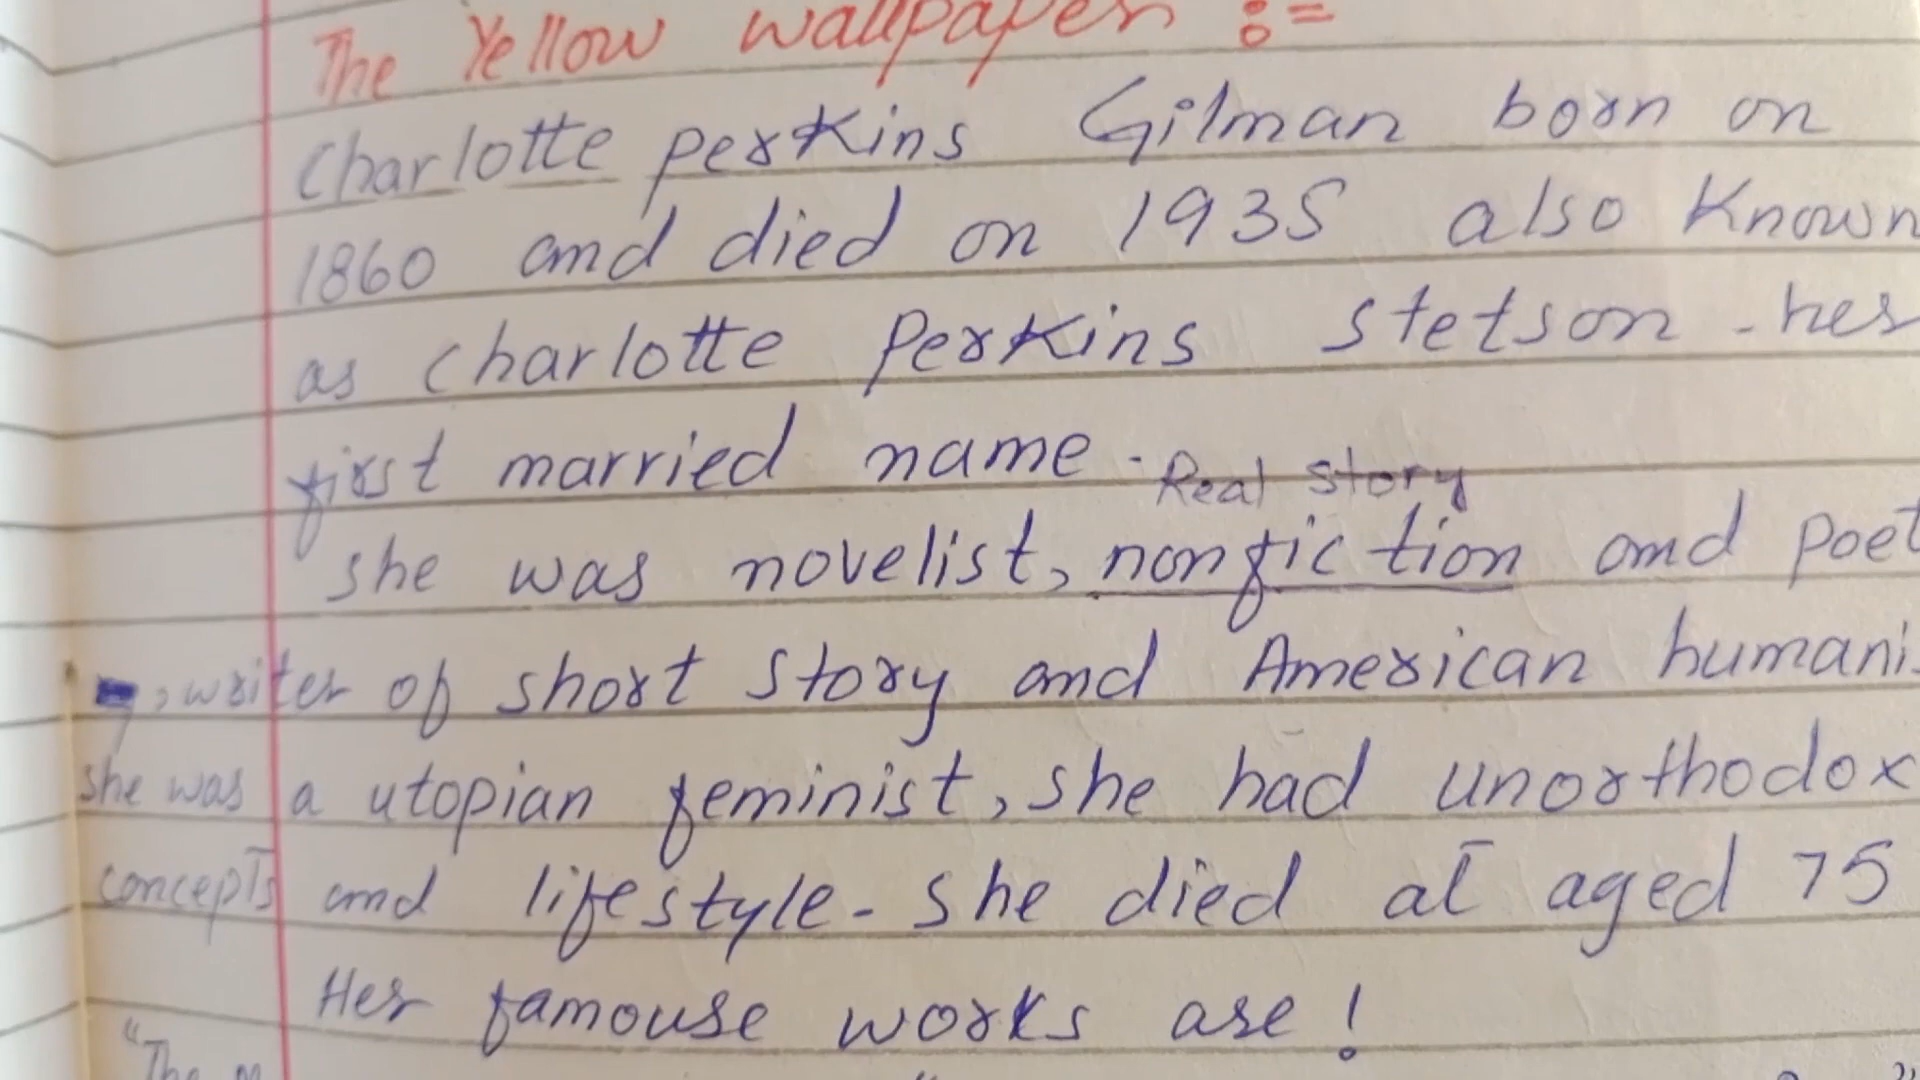 The Yellow wallpaper :=
Charlotte perkins Gilman born on
1860 and died on 1935 also Known
as Charlotte Perkins Stetson - her
first married name.
Real story
she was novelist, nonfiction and poet
, writer of short story and American humani
she was a utopian feminist, she had unorthodox
concepts and lifestyle - she died at aged 75
Her famouse works are !
"The